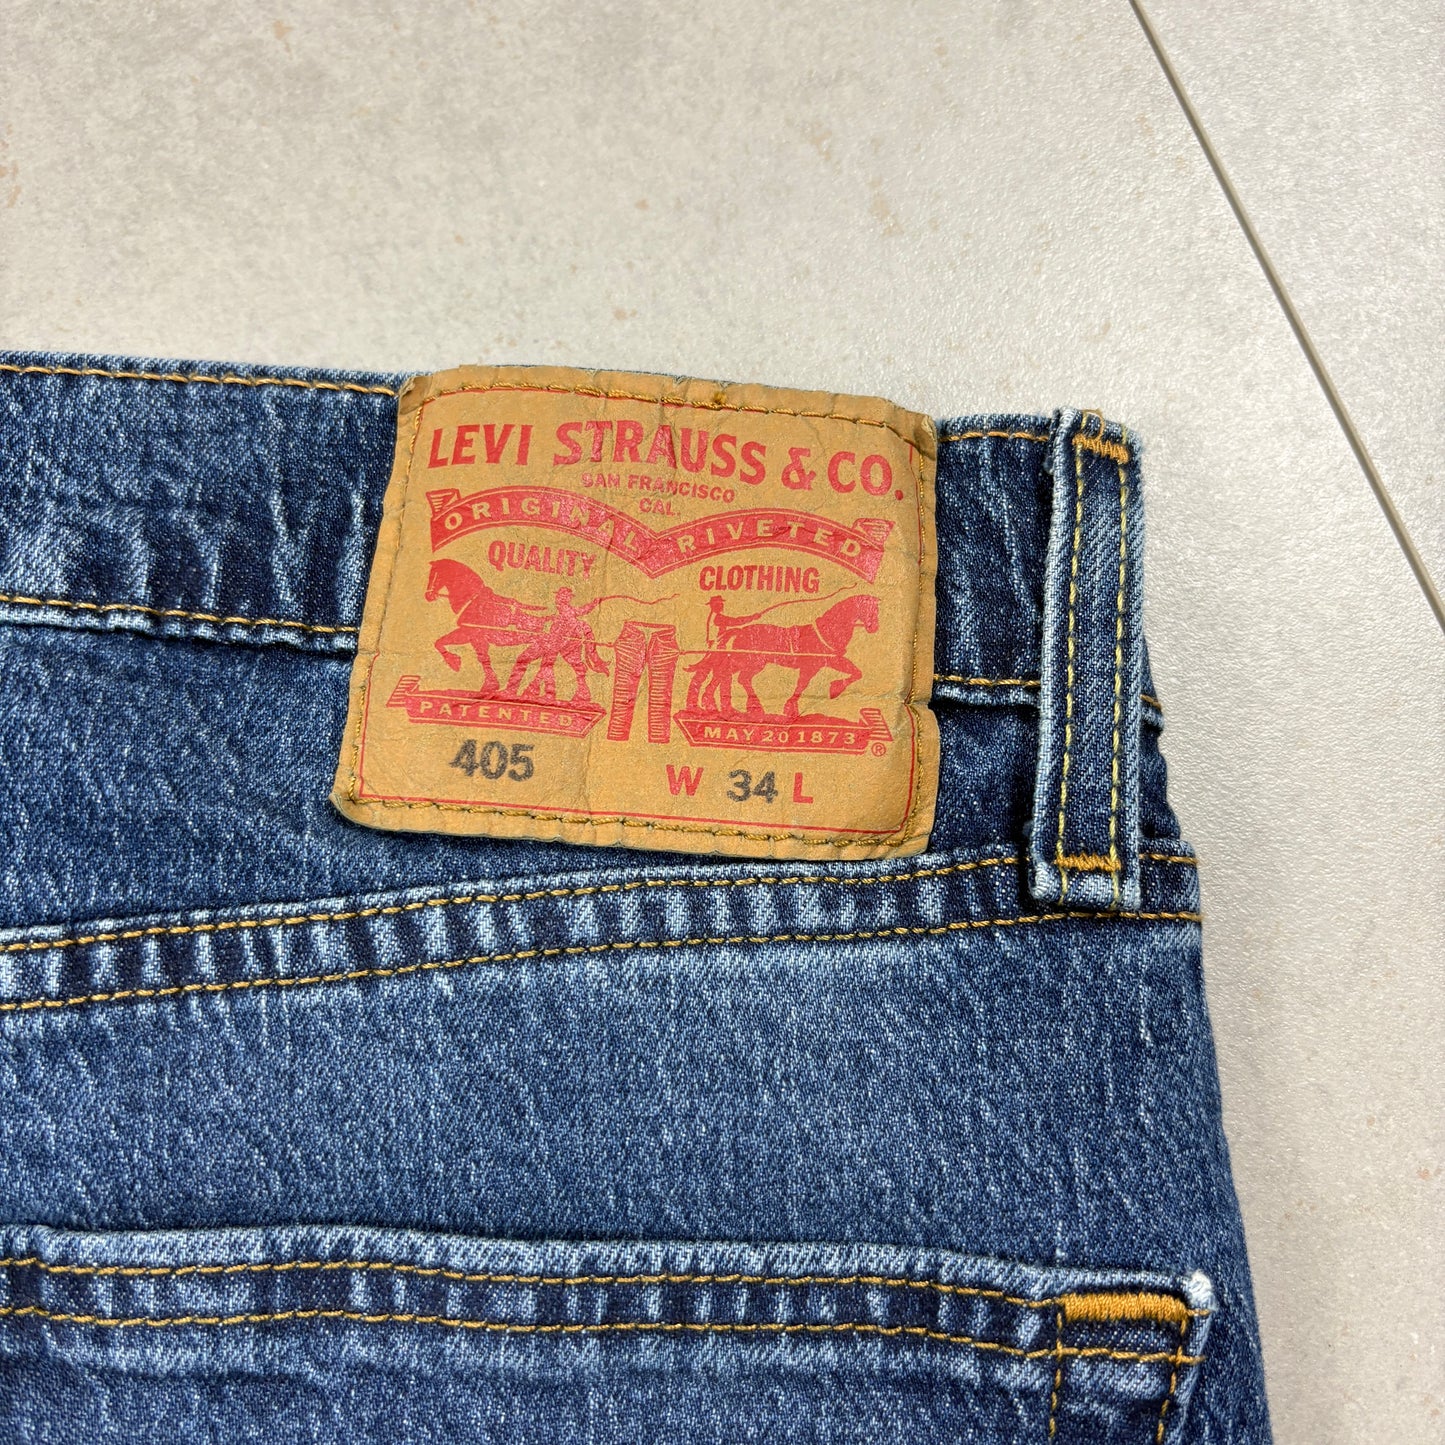 LEVI STRAUSS & CO.
SAN FRANCISCO
CAL.
ORIGINAL RIVETED
QUALITY CLOTHING
PATENTED MAY 20 1873 ®
405 W 34 L